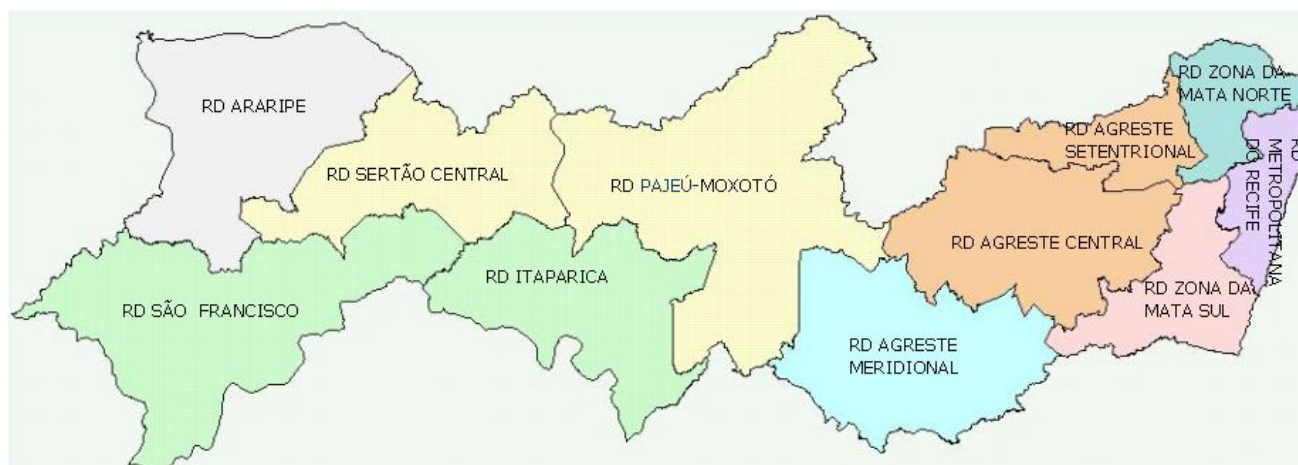 RD ARARIPE
RD SERTÃO CENTRAL
RD PAJEÚ-MOXOTÓ
RD ZONA DA
MATA NORTE
RD AGRESTE
SETENTRIONAL
RD
METROPOLITANA
DO RECIFE
RD AGRESTE CENTRAL
RD ITAPARICA
RD SÃO FRANCISCO
RD ZONA DA
MATA SUL
RD AGRESTE
MERIDIONAL